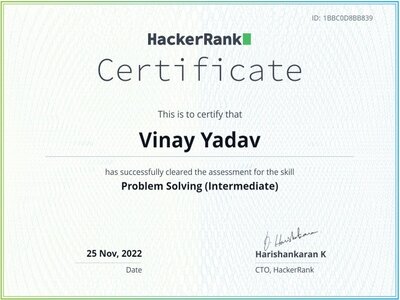 ID: 1BBC0D8BB839
HackerRank
Certificate
This is to certify that
Vinay Yadav
has successfully cleared the assessment for the skill
Problem Solving (Intermediate)
25 Nov, 2022
Date
Harishankaran K
CTO, HackerRank